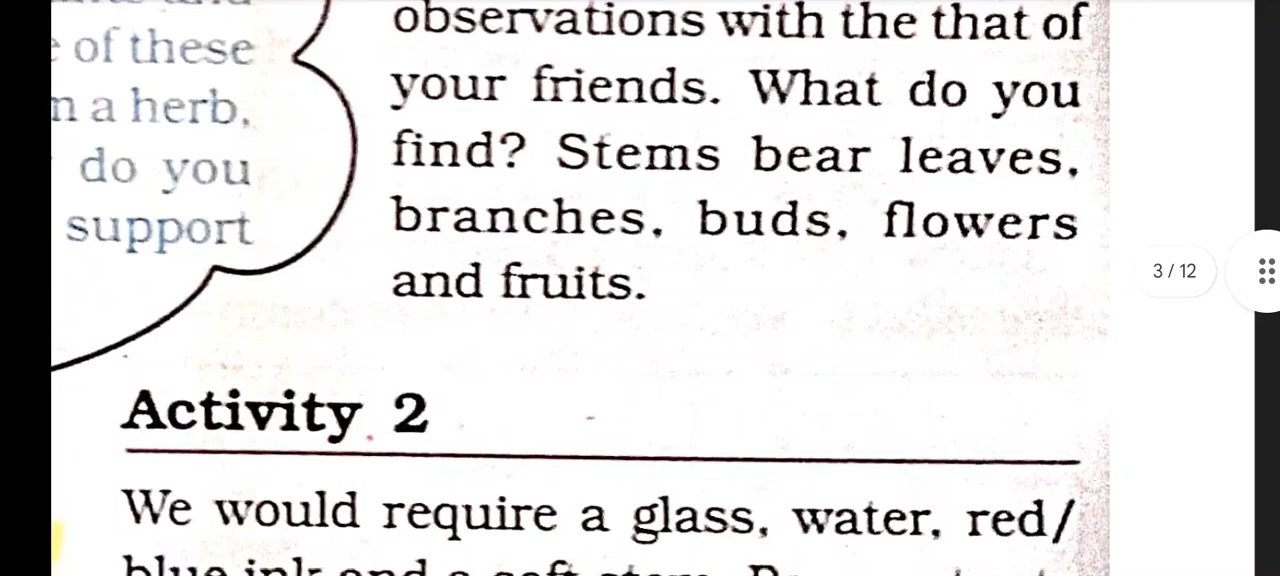 of these
a herb,
do you
support
observations with the that of
your friends. What do you
find? Stems bear leaves,
branches, buds, flowers
and fruits.
3 / 12
Activity 2
We would require a glass, water, red/
blue ink and a soft stem.